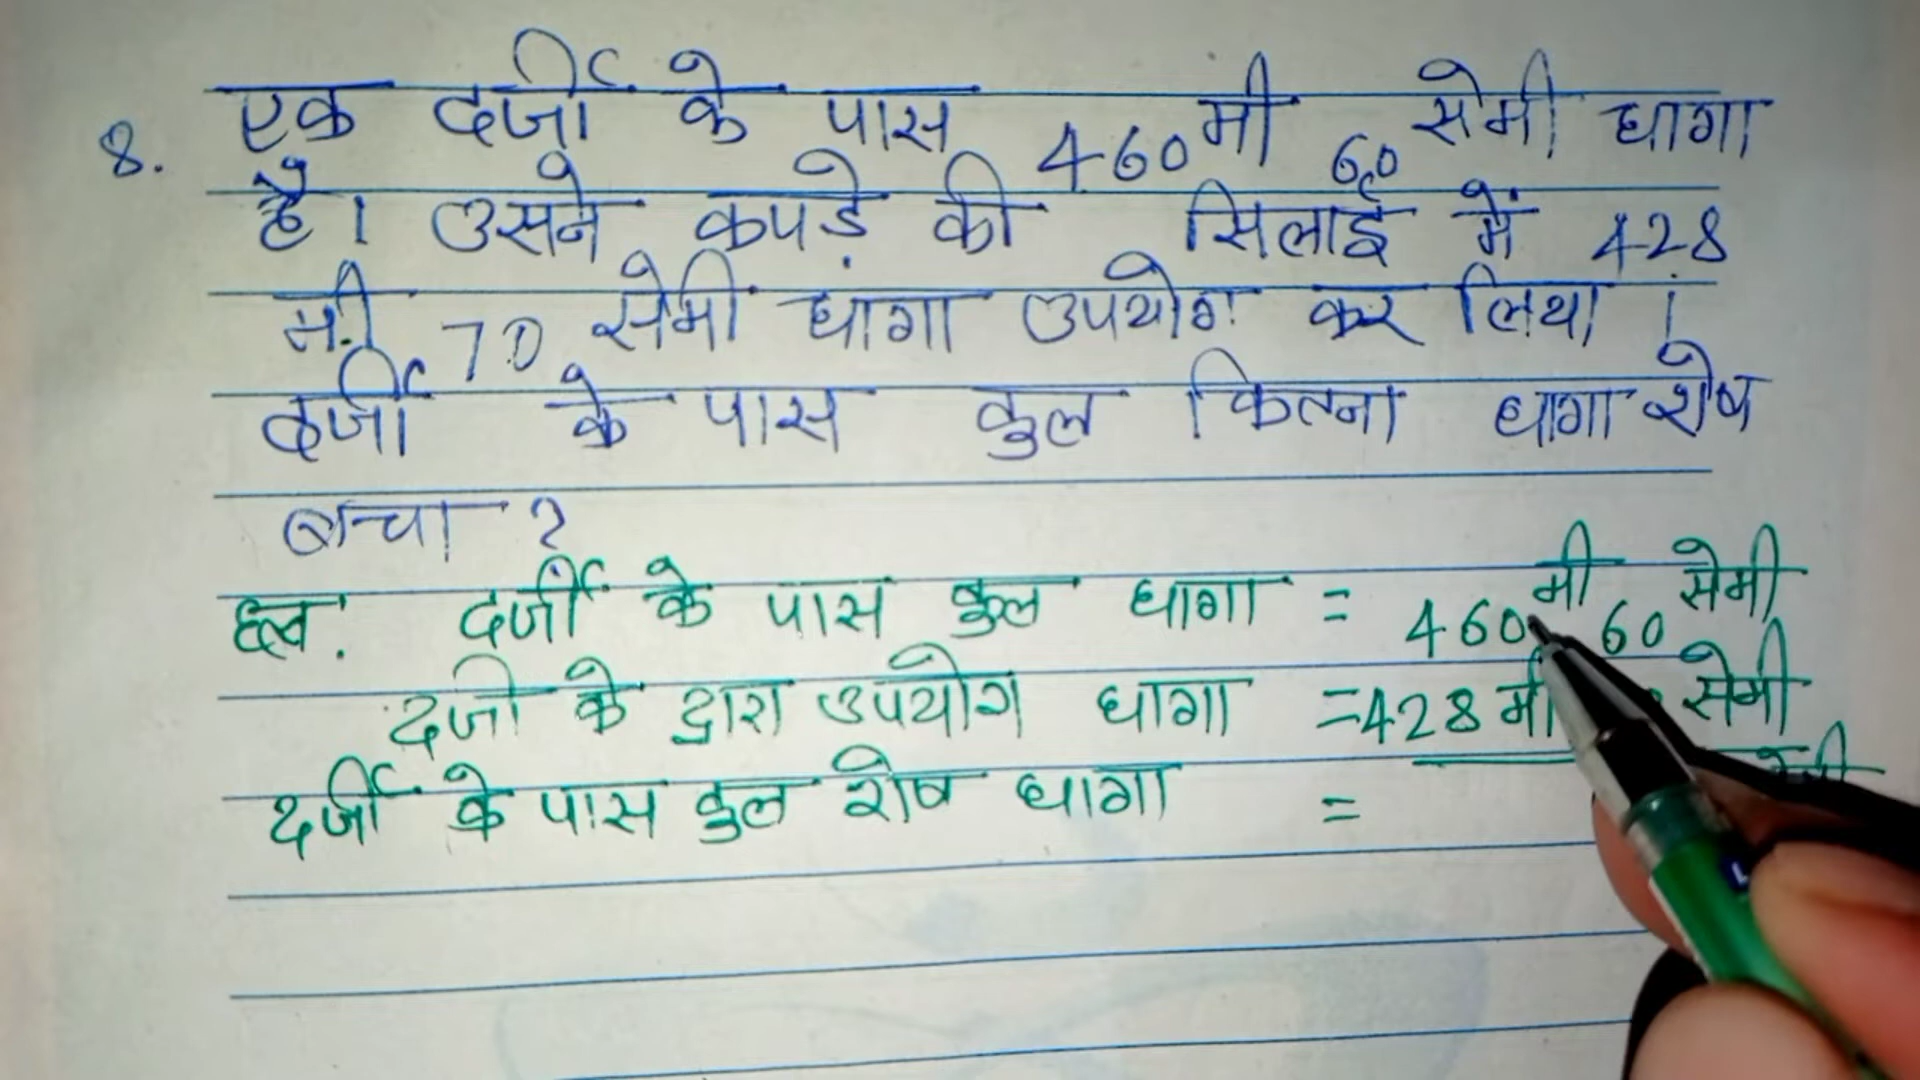 8. एक दर्जी के पास 460 मी 60 सेमी धागा
है। उसने कपड़े की सिलाई में 428
मी 70 सेमी धागा उपयोग कर लिया।
दर्जी के पास कुल कितना धागा शेष
बचा ?
हल. दर्जी के पास कुल धागा = 460 मी 60 सेमी
दर्जी के द्वारा उपयोग धागा = 428 मी सेमी
दर्जी के पास कुल शेष धागा =